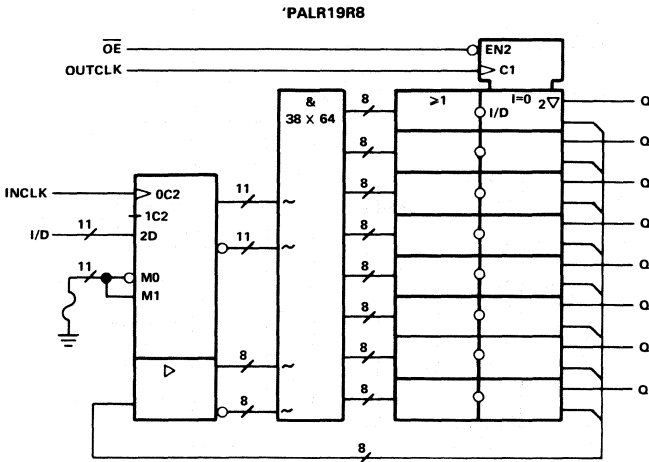 'PALR19R8
OE
EN2
OUTCLK
C1
&
38 X 64
8
≥1
I=0
2▽
Q
I/D
8
Q
8
Q
INCLK
0C2
11
1C2
I/D
11
2D
11
8
Q
11
M0
M1
8
Q
8
Q
▷
8
8
Q
8
8
Q
8
~
~
~
~